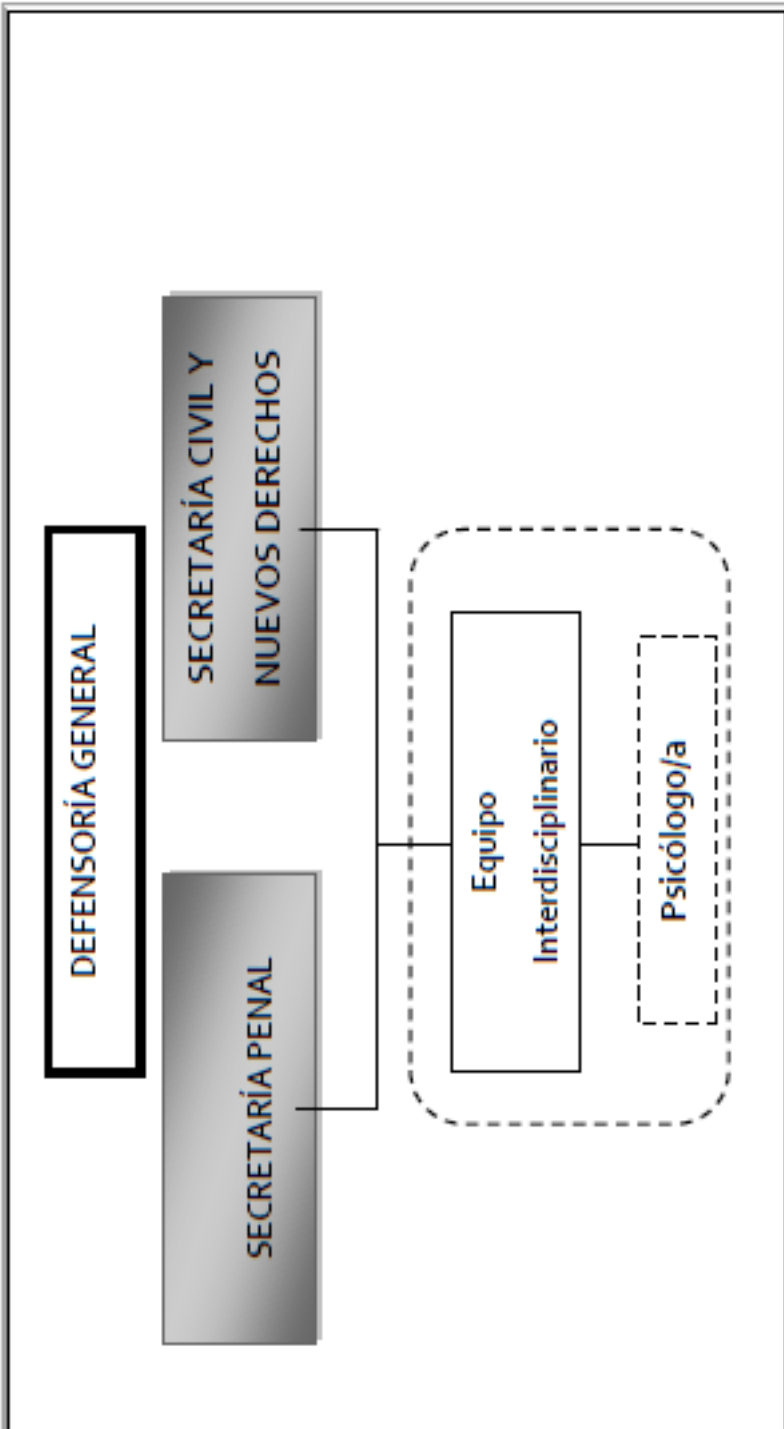 DEFENSORÍA GENERAL
SECRETARÍA PENAL
SECRETARÍA CIVIL Y
NUEVOS DERECHOS
Equipo
Interdisciplinario
Psicólogo/a